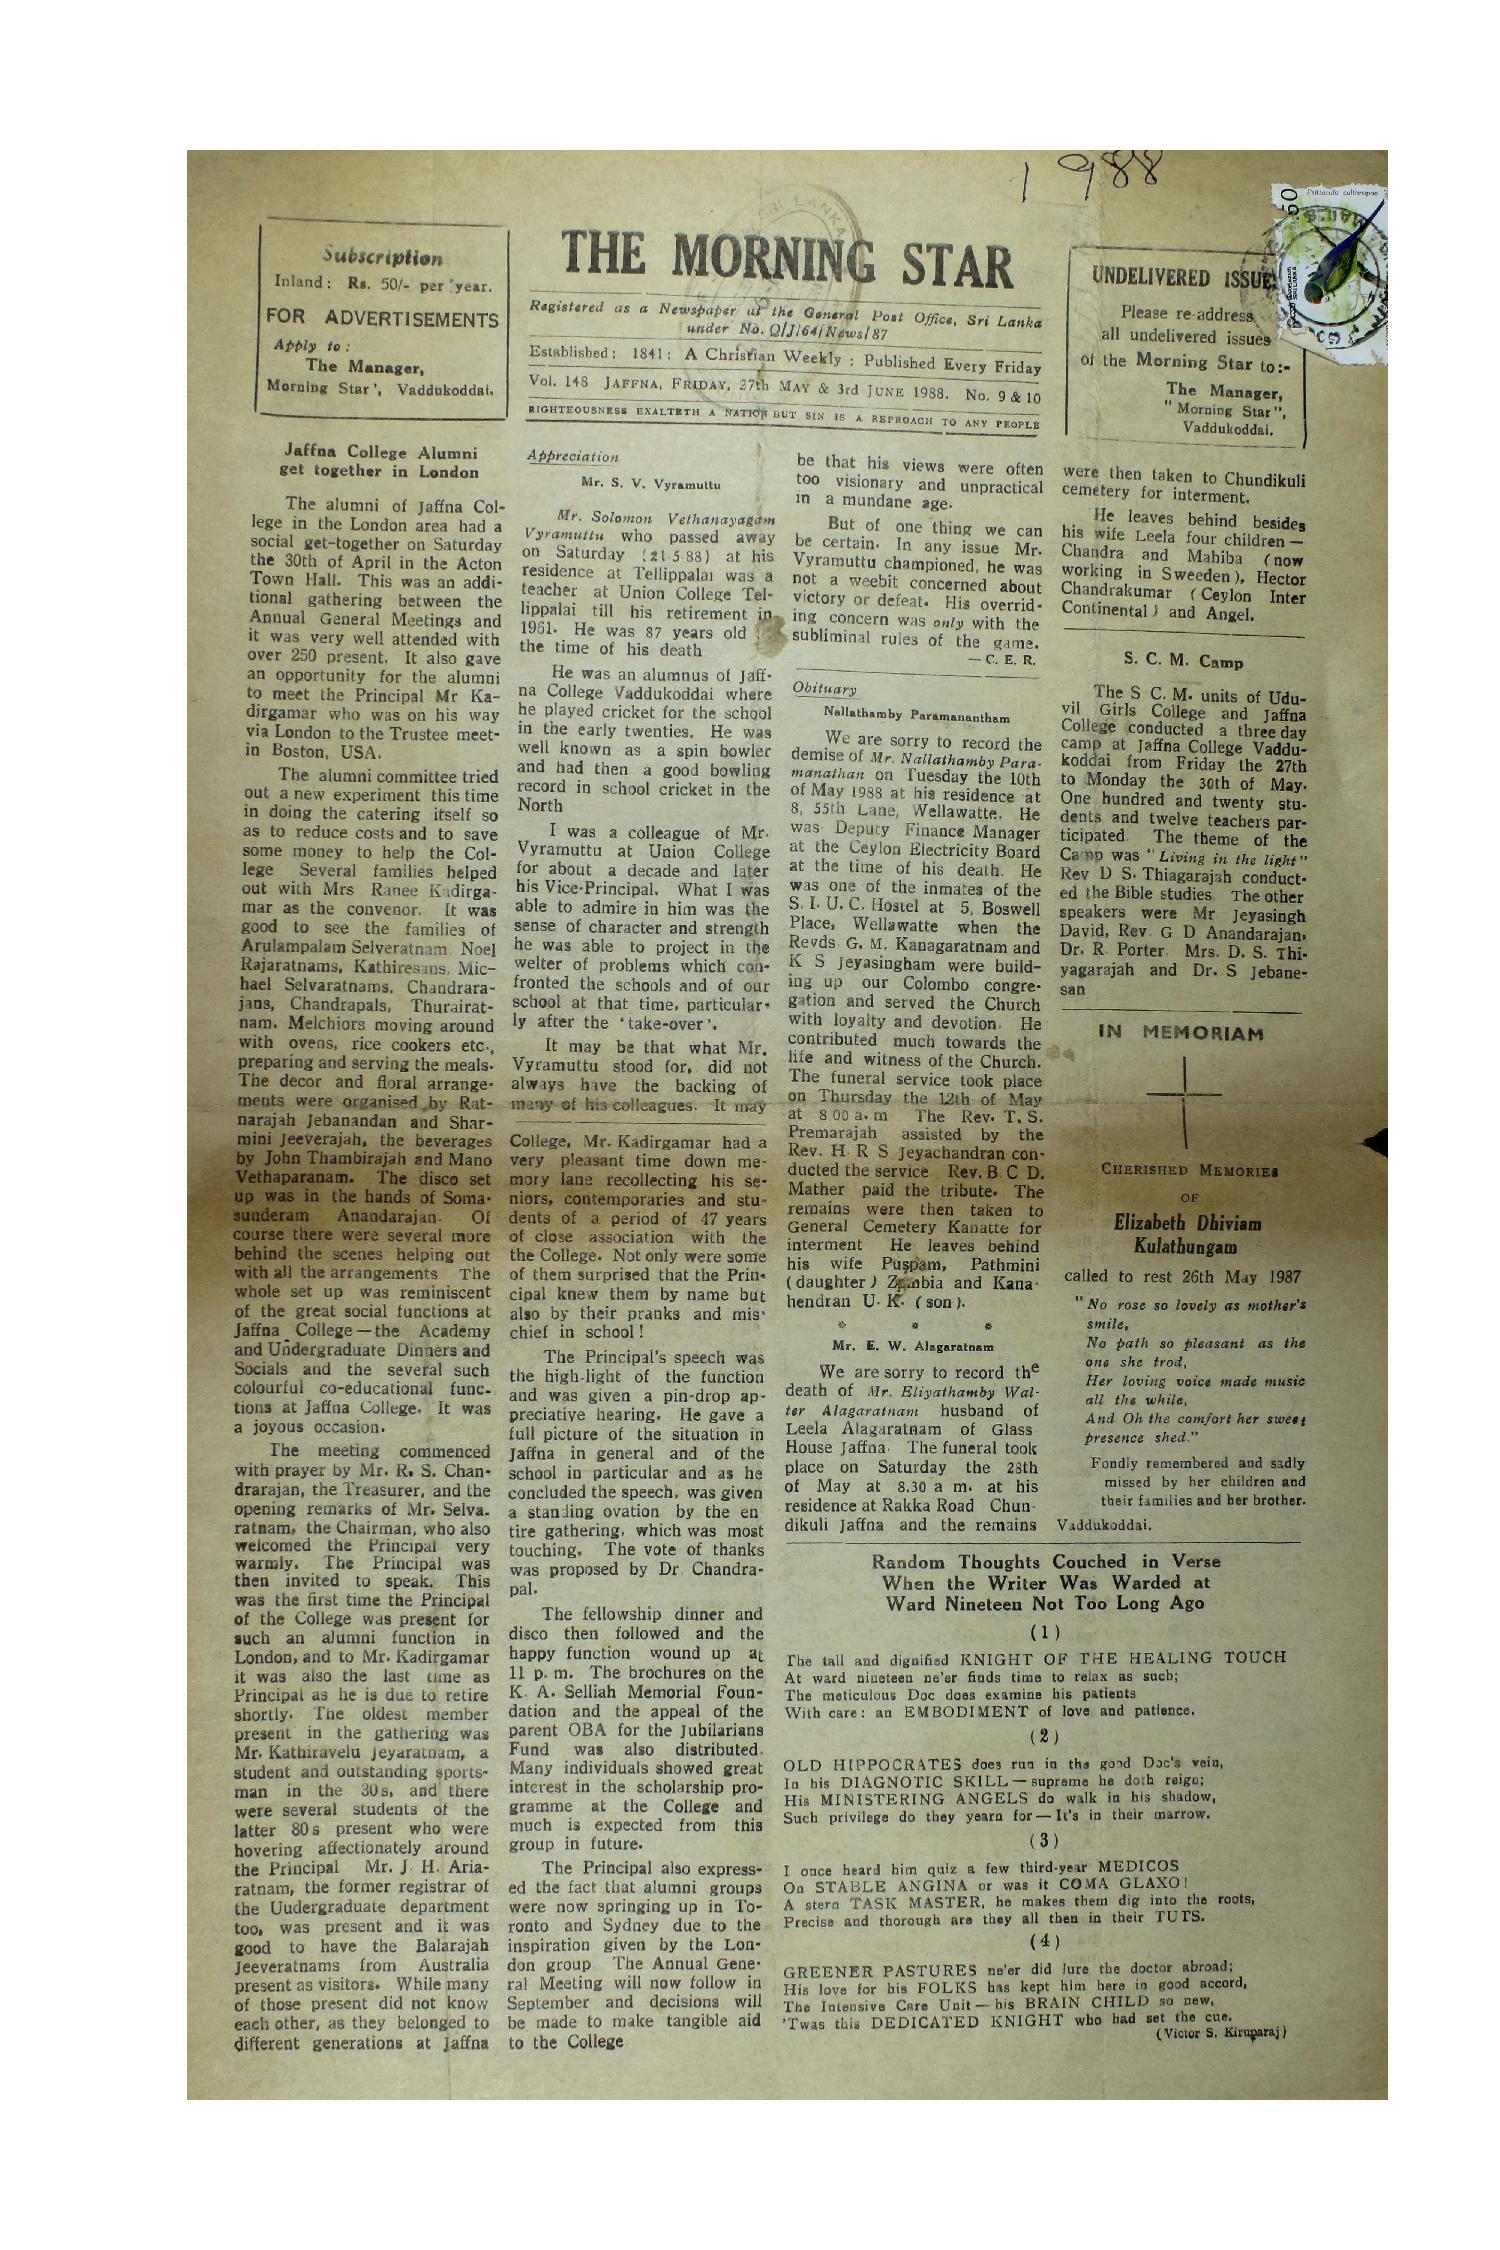 1988
Subscription
Inland: Rs. 50/- per year.
FOR ADVERTISEMENTS
Apply to:
The Manager,
Morning Star', Vaddukoddai.
THE MORNING STAR
Registered as a Newspaper at the General Post Office, Sri Lanka
under No. Q/J/64/News/87
Established: 1841: A Christian Weekly: Published Every Friday
Vol. 148 JAFFNA, FRIDAY, 27th MAY & 3rd JUNE 1988. No. 9 & 10
RIGHTEOUSNESS EXALTETH A NATION BUT SIN IS A REPROACH TO ANY PEOPLE
UNDELIVERED ISSUE
Please re-address
all undelivered issues
of the Morning Star to:-
The Manager,
"Morning Star",
Vaddukoddai.
Jaffna College Alumni
get together in London
The alumni of Jaffna Col-
lege in the London area had a
social get-together on Saturday
the 30th of April in the Acton
Town Hall. This was an addi-
tional gathering between the
Annual General Meetings and
it was very well attended with
over 250 present. It also gave
an opportunity for the alumni
to meet the Principal Mr Ka-
dirgamar who was on his way
via London to the Trustee meet-
in Boston, USA.
The alumni committee tried
out a new experiment this time
in doing the catering itself so
as to reduce costs and to save
some money to help the Col-
lege Several families helped
out with Mrs Ranee Kadirga-
mar as the convenor. It was
good to see the families of
Arulampalam Selveratnam Noel
Rajaratnams, Kathiresans, Mic-
hael Selvaratnams, Chandrara-
jans, Chandrapals, Thurairat-
nam. Melchiors moving around
with ovens, rice cookers etc.,
preparing and serving the meals.
The decor and floral arrange-
ments were organised by Rat-
narajah Jebanandan and Shar-
mini Jeeverajah, the beverages
by John Thambirajah and Mano
Vethaparanam. The disco set
up was in the hands of Soma-
sunderam Anandarajan. Of
course there were several more
behind the scenes helping out
with all the arrangements The
whole set up was reminiscent
of the great social functions at
Jaffna College—the Academy
and Undergraduate Dinners and
Socials and the several such
colourful co-educational func-
tions at Jaffna College. It was
a joyous occasion.
The meeting commenced
with prayer by Mr. R. S. Chan-
drarajan, the Treasurer, and the
opening remarks of Mr. Selva-
ratnam, the Chairman, who also
welcomed the Principal very
warmly. The Principal was
then invited to speak. This
was the first time the Principal
of the College was present for
such an alumni function in
London, and to Mr. Kadirgamar
it was also the last time as
Principal as he is due to retire
shortly. The oldest member
present in the gathering was
Mr. Kathiravelu Jeyaratnam, a
student and outstanding sports-
man in the 30s, and there
were several students of the
latter 80s present who were
hovering affectionately around
the Principal Mr. J H. Aria-
ratnam, the former registrar of
the Uudergraduate department
too, was present and it was
good to have the Balarajah
Jeeveratnams from Australia
present as visitors. While many
of those present did not know
each other, as they belonged to
different generations at Jaffna
Appreciation
Mr. S. V. Vyramuttu
Mr. Solomon Vethanayagam
Vyramuttu who passed away
on Saturday (21 5 88) at his
residence at Tellippalai was a
teacher at Union College Tel-
lippalai till his retirement in
1961. He was 87 years old
the time of his death
He was an alumnus of Jaff-
na College Vaddukoddai where
he played cricket for the school
in the early twenties. He was
well known as a spin bowler
and had then a good bowling
record in school cricket in the
North
I was a colleague of Mr.
Vyramuttu at Union College
for about a decade and later
his Vice-Principal. What I was
able to admire in him was the
sense of character and strength
he was able to project in the
welter of problems which con-
fronted the schools and of our
school at that time, particular-
ly after the 'take-over'.
It may be that what Mr.
Vyramuttu stood for, did not
always have the backing of
many of his colleagues. It may
College, Mr. Kadirgamar had a
very pleasant time down me-
mory lane recollecting his se-
niors, contemporaries and stu-
dents of a period of 47 years
of close association with the
the College. Not only were some
of them surprised that the Prin-
cipal knew them by name but
also by their pranks and mis-
chief in school!
The Principal's speech was
the high-light of the function
and was given a pin-drop ap-
preciative hearing. He gave a
full picture of the situation in
Jaffna in general and of the
school in particular and as he
concluded the speech, was given
a standing ovation by the en
tire gathering, which was most
touching. The vote of thanks
was proposed by Dr. Chandra-
pal.
The fellowship dinner and
disco then followed and the
happy function wound up at
11 p. m. The brochures on the
K. A. Selliah Memorial Foun-
dation and the appeal of the
parent OBA for the Jubilarians
Fund was also distributed.
Many individuals showed great
interest in the scholarship pro-
gramme at the College and
much is expected from this
group in future.
The Principal also express-
ed the fact that alumni groups
were now springing up in To-
ronto and Sydney due to the
inspiration given by the Lon-
don group The Annual Gene-
ral Meeting will now follow in
September and decisions will
be made to make tangible aid
to the College
be that his views were often
too visionary and unpractical
in a mundane age.
But of one thing we can
be certain. In any issue Mr.
Vyramuttu championed, he was
not a weebit concerned about
victory or defeat. His overrid-
ing concern was only with the
subliminal rules of the game.
—C. E. R.
Obituary
Nallathamby Paramanantham
We are sorry to record the
demise of Mr. Nallathamby Para-
manathan on Tuesday the 10th
of May 1988 at his residence at
8, 55th Lane, Wellawatte. He
was Deputy Finance Manager
at the Ceylon Electricity Board
at the time of his death. He
was one of the inmates of the
S. I. U. C. Hostel at 5, Boswell
Place, Wellawatte when the
Revds G. M. Kanagaratnam and
K S Jeyasingham were build-
ing up our Colombo congre-
gation and served the Church
with loyalty and devotion. He
contributed much towards the
life and witness of the Church.
The funeral service took place
on Thursday the 12th of May
at 8 00 a. m The Rev. T. S.
Premarajah assisted by the
Rev. H R S Jeyachandran con-
ducted the service Rev. B C D.
Mather paid the tribute. The
remains were then taken to
General Cemetery Kanatte for
interment He leaves behind
his wife Puspam, Pathmini
(daughter) Zambia and Kana-
hendran U. K. (son).
* * *
Mr. E. W. Alagaratnam
We are sorry to record the
death of Mr. Eliyathamby Wal-
ter Alagaratnam husband of
Leela Alagaratnam of Glass
House Jaffna. The funeral took
place on Saturday the 28th
of May at 8.30 a m. at his
residence at Rakka Road Chun-
dikuli Jaffna and the remains
were then taken to Chundikuli
cemetery for interment.
He leaves behind besides
his wife Leela four children—
Chandra and Mahiba (now
working in Sweeden), Hector
Chandrakumar (Ceylon Inter
Continental) and Angel.
S. C. M. Camp
The S C. M. units of Udu-
vil Girls College and Jaffna
College conducted a three day
camp at Jaffna College Vaddu-
koddai from Friday the 27th
to Monday the 30th of May.
One hundred and twenty stu-
dents and twelve teachers par-
ticipated. The theme of the
Camp was "Living in the light"
Rev D S. Thiagarajah conduct-
ed the Bible studies. The other
speakers were Mr Jeyasingh
David, Rev. G D Anandarajan,
Dr. R. Porter. Mrs. D. S. Thi-
yagarajah and Dr. S Jebane-
san
IN MEMORIAM
CHERISHED MEMORIES
OF
Elizabeth Dhiviam
Kulathungam
called to rest 26th May 1987
"No rose so lovely as mother's
smile,
No path so pleasant as the
one she trod,
Her loving voice made music
all the while,
And Oh the comfort her sweet
presence shed."
Fondly remembered and sadly
missed by her children and
their families and her brother.
Vaddukoddai.
Random Thoughts Couched in Verse
When the Writer Was Warded at
Ward Nineteen Not Too Long Ago
(1)
The tall and dignified KNIGHT OF THE HEALING TOUCH
At ward nineteen ne'er finds time to relax as such;
The meticulous Doc does examine his patients
With care: an EMBODIMENT of love and patience.
(2)
OLD HIPPOCRATES does run in the good Doc's vein,
In his DIAGNOTIC SKILL—supreme he doth reign;
His MINISTERING ANGELS do walk in his shadow,
Such privilege do they yearn for—It's in their marrow.
(3)
I once heard him quiz a few third-year MEDICOS
On STABLE ANGINA or was it COMA GLAXO!
A stern TASK MASTER, he makes them dig into the roots,
Precise and thorough are they all then in their TUTS.
(4)
GREENER PASTURES ne'er did lure the doctor abroad;
His love for his FOLKS has kept him here in good accord,
The Intensive Care Unit—his BRAIN CHILD so new,
'Twas this DEDICATED KNIGHT who had set the cue.
(Victor S. Kiruparaj)